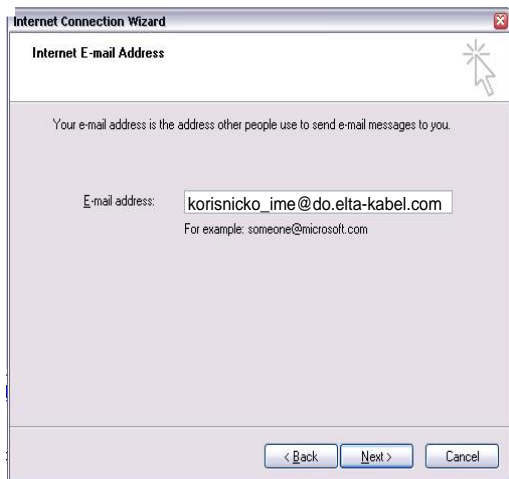 Internet Connection Wizard
Internet E-mail Address
Your e-mail address is the address other people use to send e-mail messages to you.
E-mail address: korisnicko_ime@do.elta-kabel.com
For example: someone@microsoft.com
< Back Next > Cancel